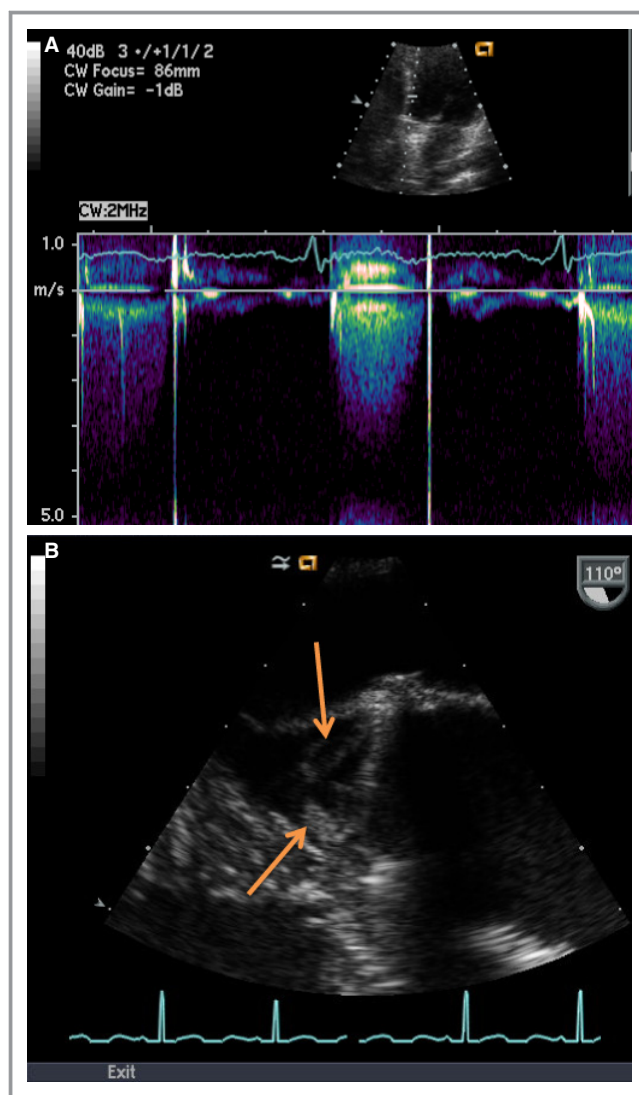 A
40dB 3 •/+1/1/2
CW Focus= 86mm
CW Gain= -1dB
CW:2MHz
1.0
m/s
5.0
B
110°
Exit